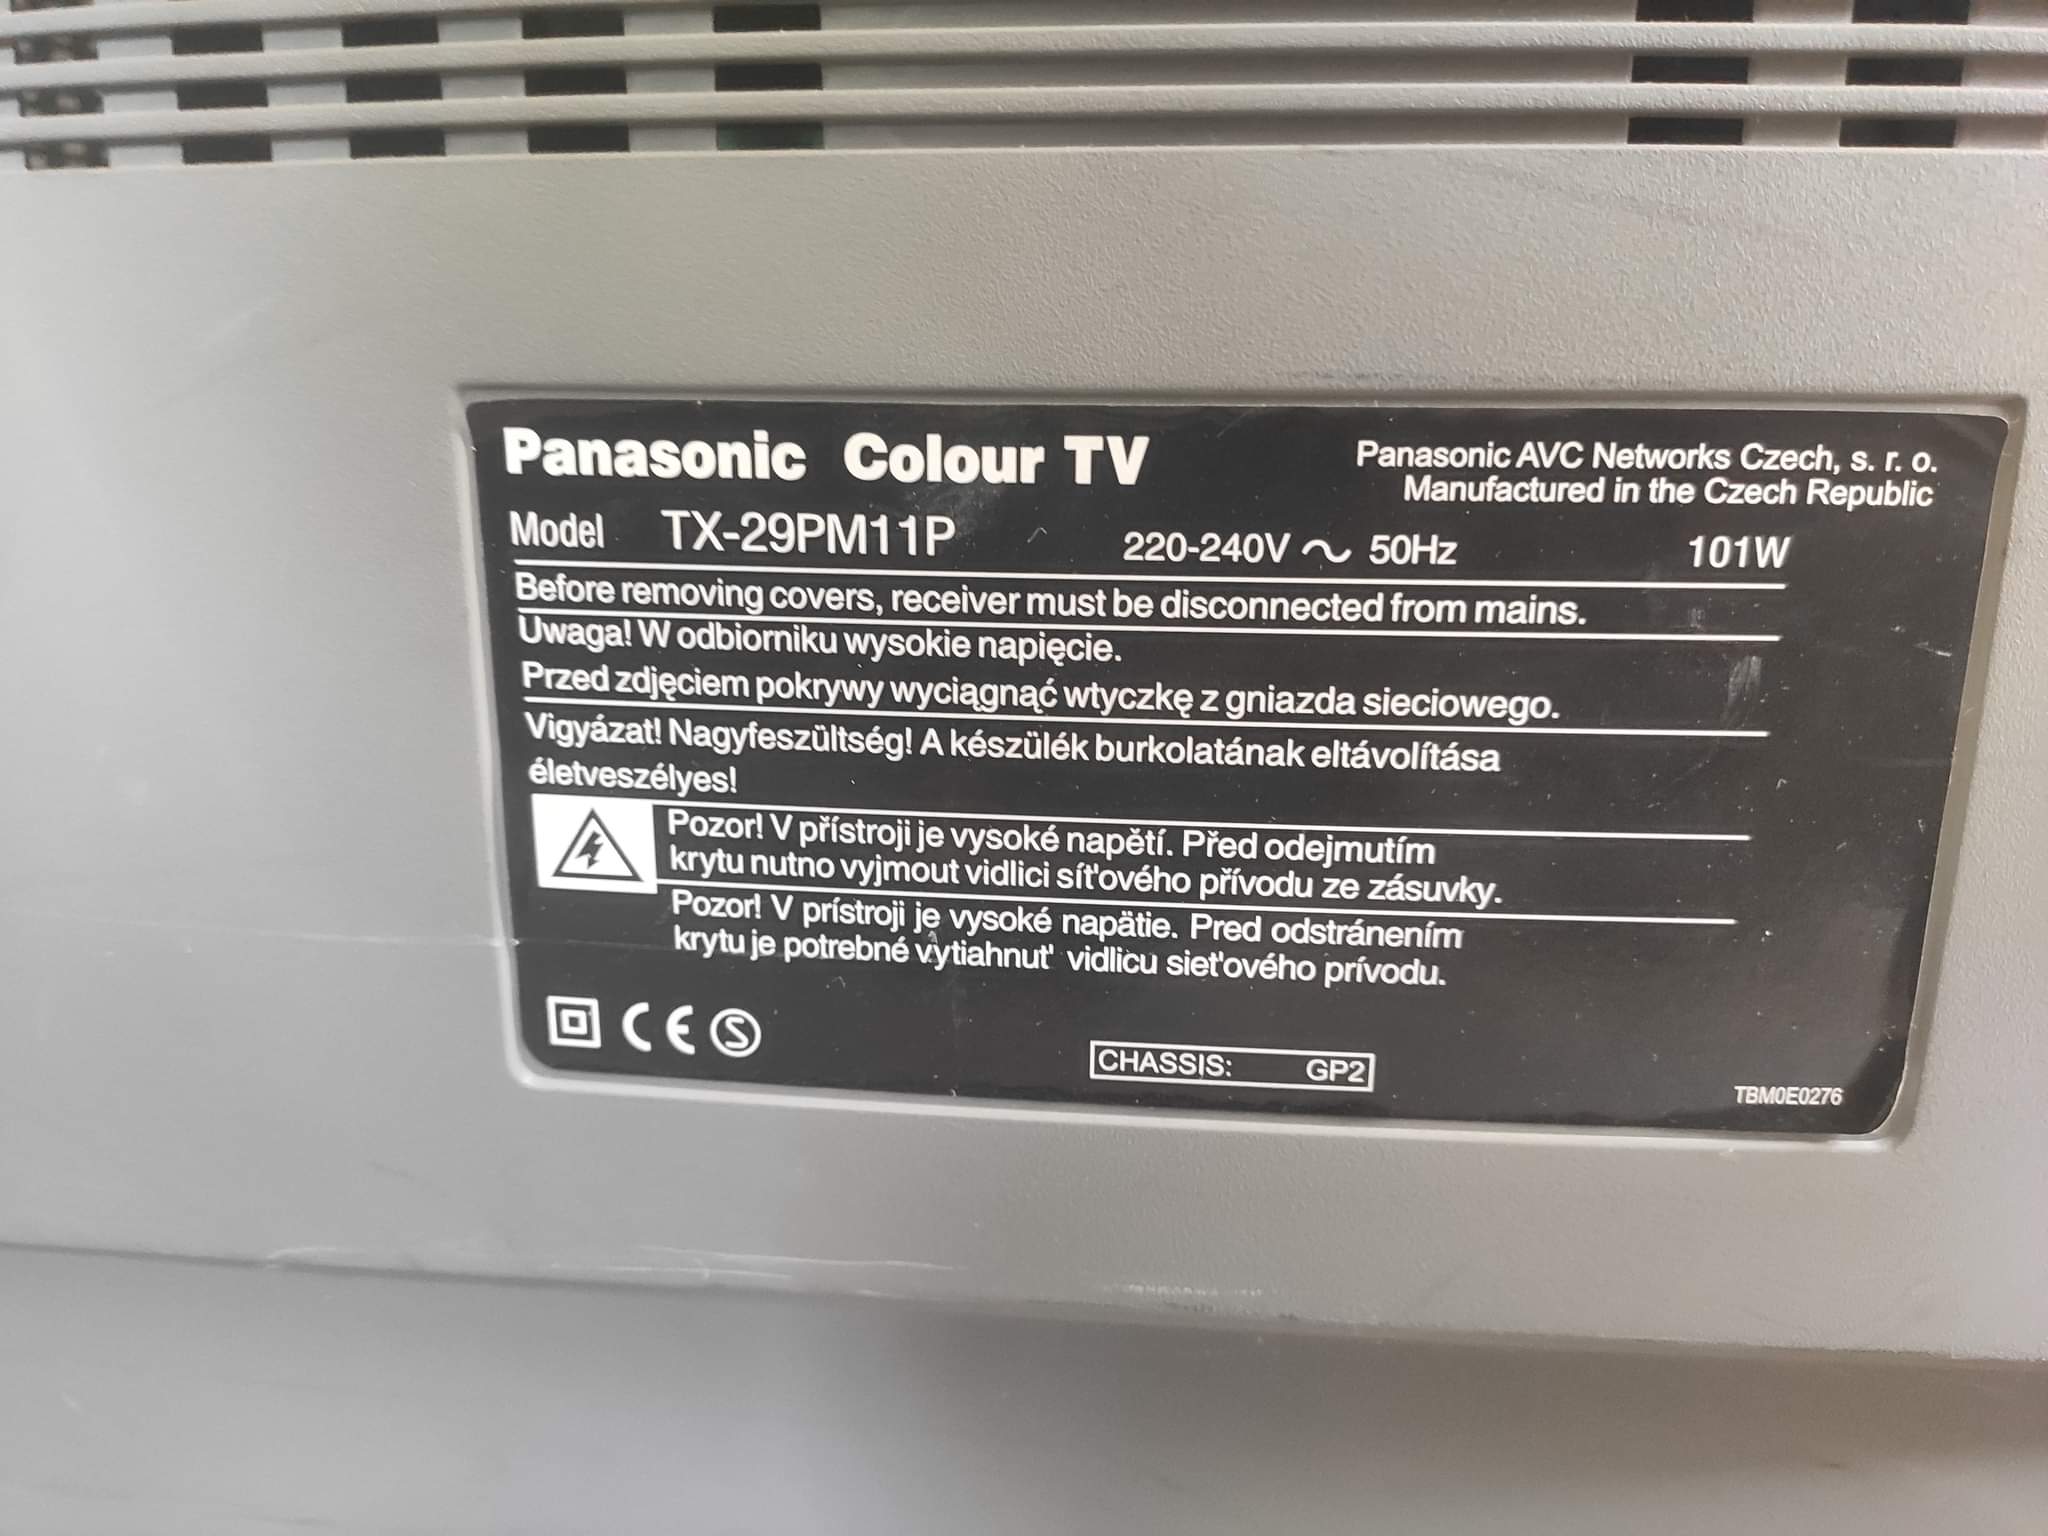 Panasonic Colour TV
Panasonic AVC Networks Czech, s. r. o.
Manufactured in the Czech Republic
Model TX-29PM11P 220-240V ~ 50Hz 101W
Before removing covers, receiver must be disconnected from mains.
Uwaga! W odbiorniku wysokie napięcie.
Przed zdjęciem pokrywy wyciągnąć wtyczkę z gniazda sieciowego.
Vigyázat! Nagyfeszültség! A készülék burkolatának eltávolítása
életveszélyes!
Pozor! V přístroji je vysoké napětí. Před odejmutím
krytu nutno vyjmout vidlici síťového přívodu ze zásuvky.
Pozor! V prístroji je vysoké napätie. Pred odstránením
krytu je potrebné vytiahnuť vidlicu sieťového prívodu.
CE S
CHASSIS: GP2
TBM0E0276